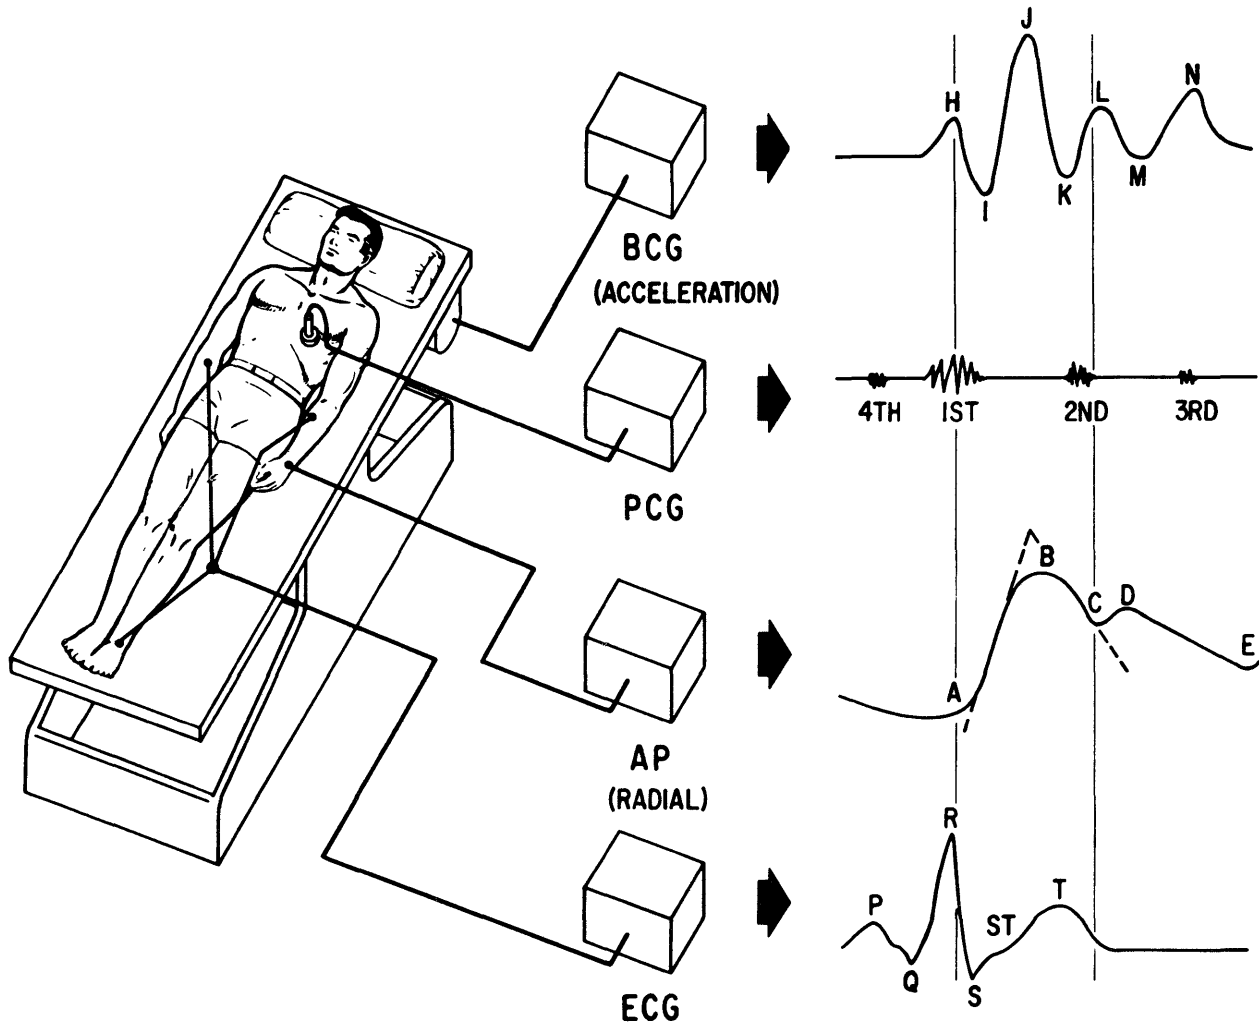 J
N
H
L
I
K
M
BCG
(ACCELERATION)
4TH 1ST 2ND 3RD
PCG
B
C D
E
A
AP
(RADIAL)
R
P
ST
T
Q
S
ECG